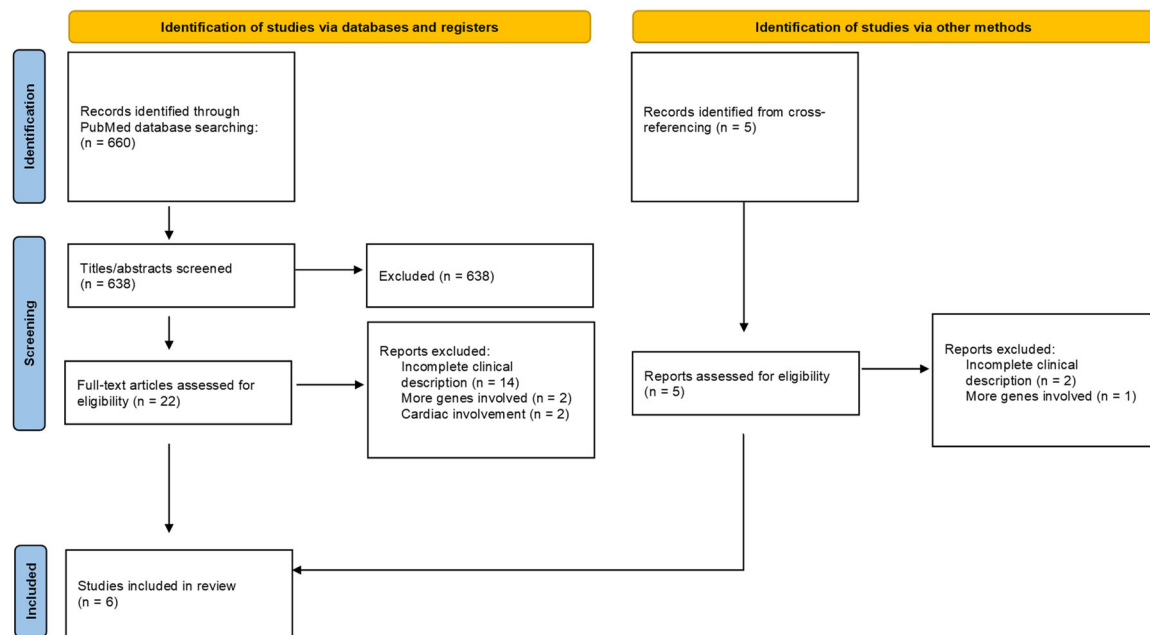 Identification of studies via databases and registers
Identification of studies via other methods
Identification
Records identified through
PubMed database searching:
(n = 660)
Records identified from cross-
referencing (n = 5)
Screening
Titles/abstracts screened
(n = 638)
Excluded (n = 638)
Full-text articles assessed for
eligibility (n = 22)
Reports excluded:
Incomplete clinical
description (n = 14)
More genes involved (n = 2)
Cardiac involvement (n = 2)
Reports assessed for eligibility
(n = 5)
Reports excluded:
Incomplete clinical
description (n = 2)
More genes involved (n = 1)
Included
Studies included in review
(n = 6)